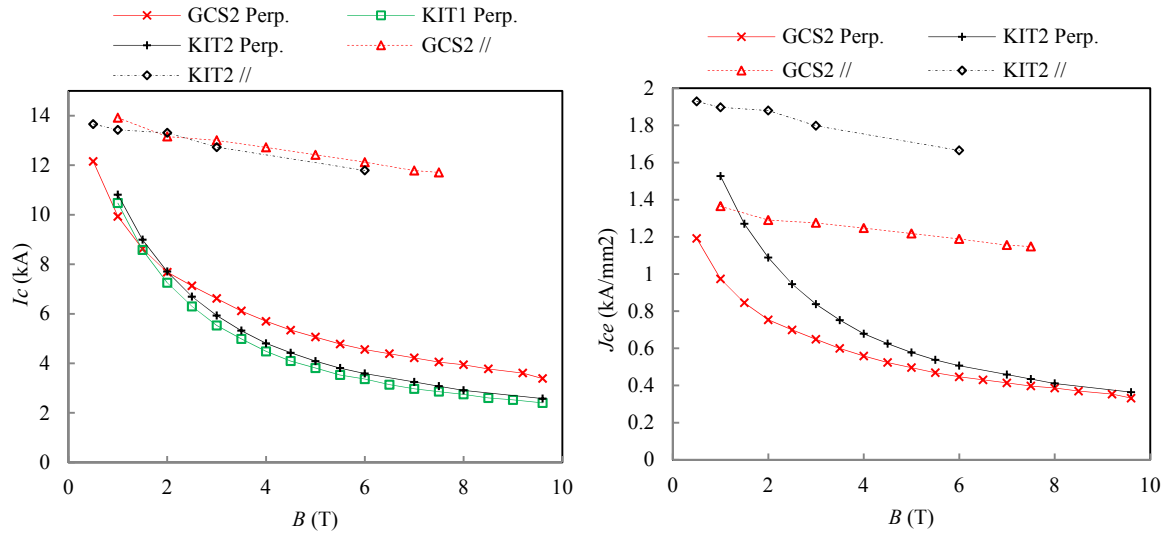 GCS2 Perp. KIT1 Perp.
KIT2 Perp. GCS2 //
KIT2 //
14
12
10
8
6
4
2
0
Ic (kA)
0 2 4 6 8 10
B (T)
GCS2 Perp. KIT2 Perp.
GCS2 // KIT2 //
2
1.8
1.6
1.4
1.2
1
0.8
0.6
0.4
0.2
0
Jce (kA/mm2)
0 2 4 6 8 10
B (T)